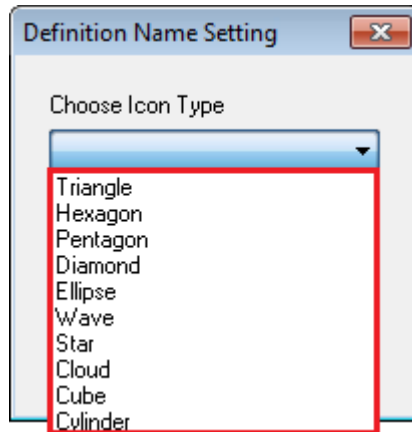 Definition Name Setting
Choose Icon Type
Triangle
Hexagon
Pentagon
Diamond
Ellipse
Wave
Star
Cloud
Cube
Cylinder